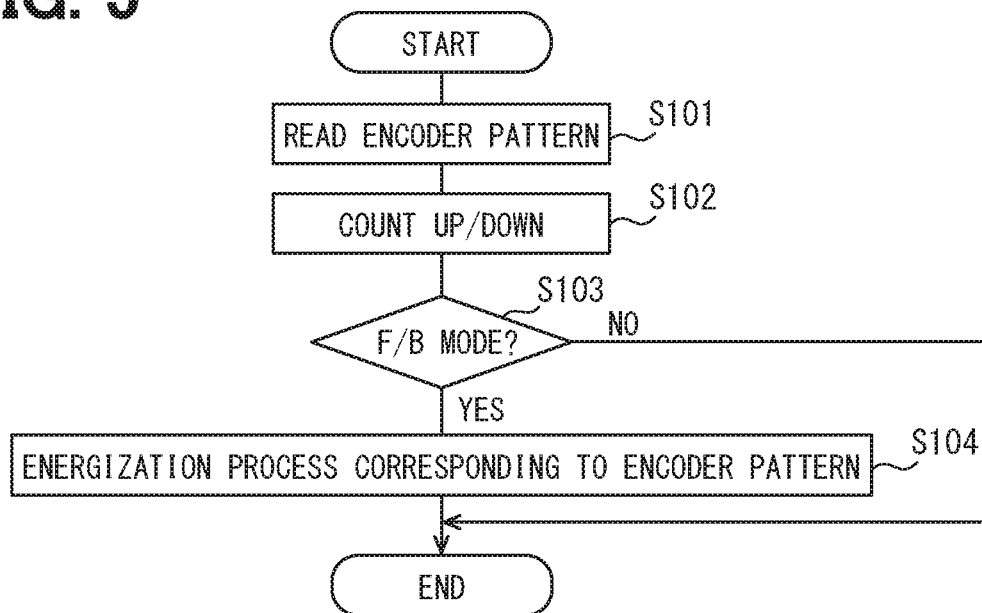 START
READ ENCODER PATTERN
S101
COUNT UP/DOWN
S102
S103
F/B MODE?
NO
YES
ENERGIZATION PROCESS CORRESPONDING TO ENCODER PATTERN
S104
END